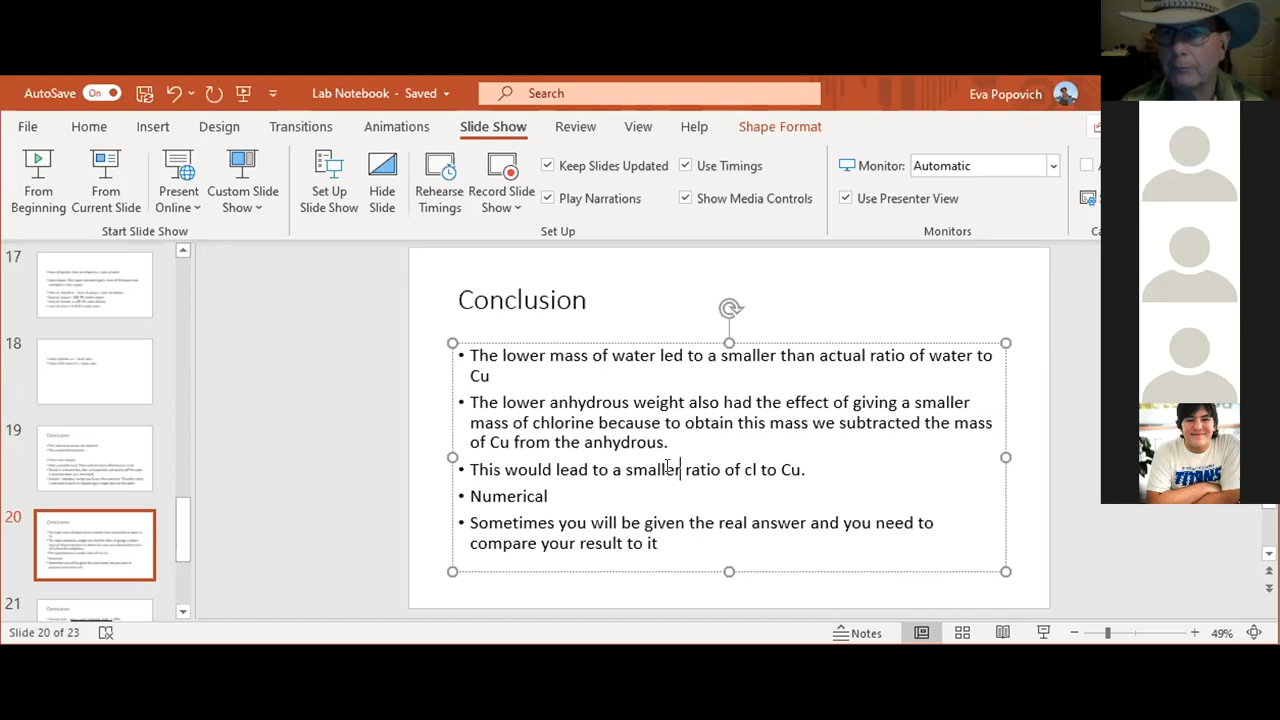 AutoSave On Lab Notebook - Saved Search Eva Popovich
File Home Insert Design Transitions Animations Slide Show Review View Help Shape Format
From Beginning
From Current Slide
Present Online
Custom Slide Show
Set Up Slide Show
Hide Slide
Rehearse Timings
Record Slide Show
Keep Slides Updated
Play Narrations
Use Timings
Show Media Controls
Monitor: Automatic
Use Presenter View
Start Slide Show Set Up Monitors
17
18
19
20
21
Conclusion
• The lower mass of water led to a smaller than actual ratio of water to
Cu
• The lower anhydrous weight also had the effect of giving a smaller
mass of chlorine because to obtain this mass we subtracted the mass
of Cu from the anhydrous.
• This would lead to a smaller ratio of cl to Cu.
• Numerical
• Sometimes you will be given the real answer and you need to
compare your result to it
Slide 20 of 23 Notes 49%